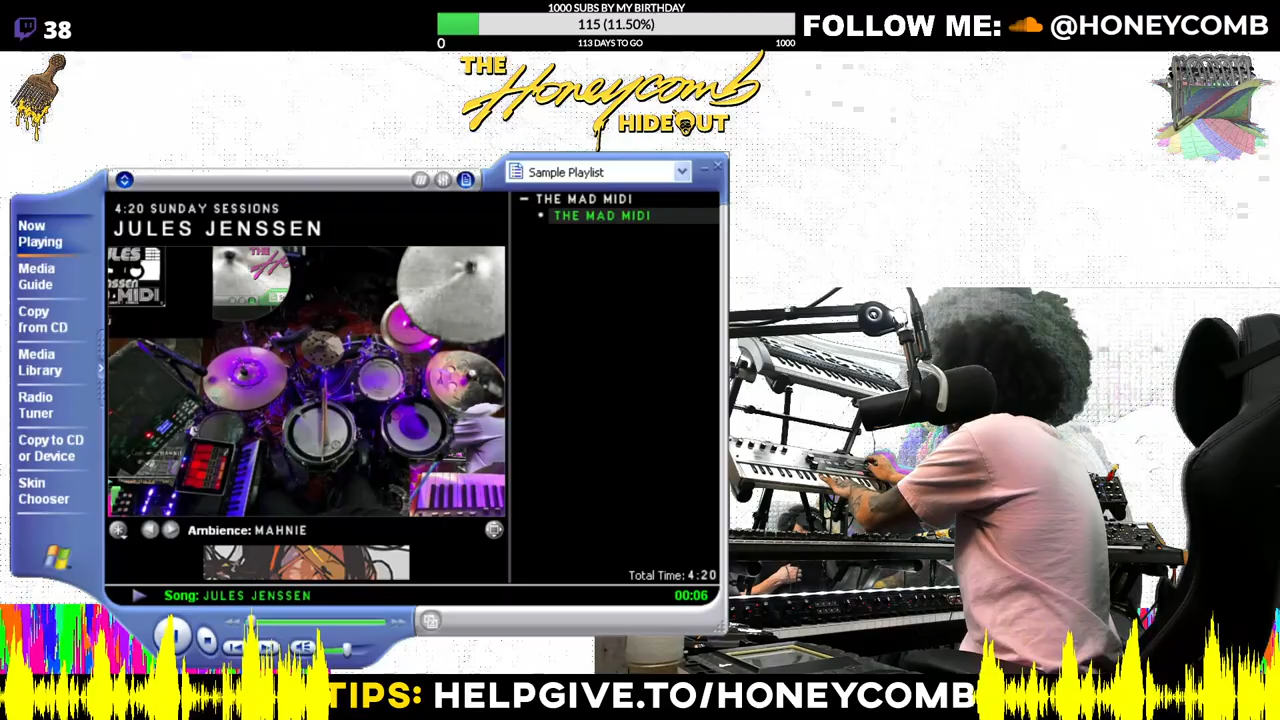 38
1000 SUBS BY MY BIRTHDAY
115 (11.50%)
0
113 DAYS TO GO
1000
FOLLOW ME: @HONEYCOMB
THE
Honeycomb
HIDEOUT
Sample Playlist
THE MAD MIDI
THE MAD MIDI
4:20 SUNDAY SESSIONS
JULES JENSSEN
Now
Playing
Media
Guide
Copy
from CD
Media
Library
Radio
Tuner
Copy to CD
or Device
Skin
Chooser
Ambience: MAHNIE
Total Time: 4:20
Song: JULES JENSSEN
00:06
TIPS: HELPGIVE.TO/HONEYCOMB